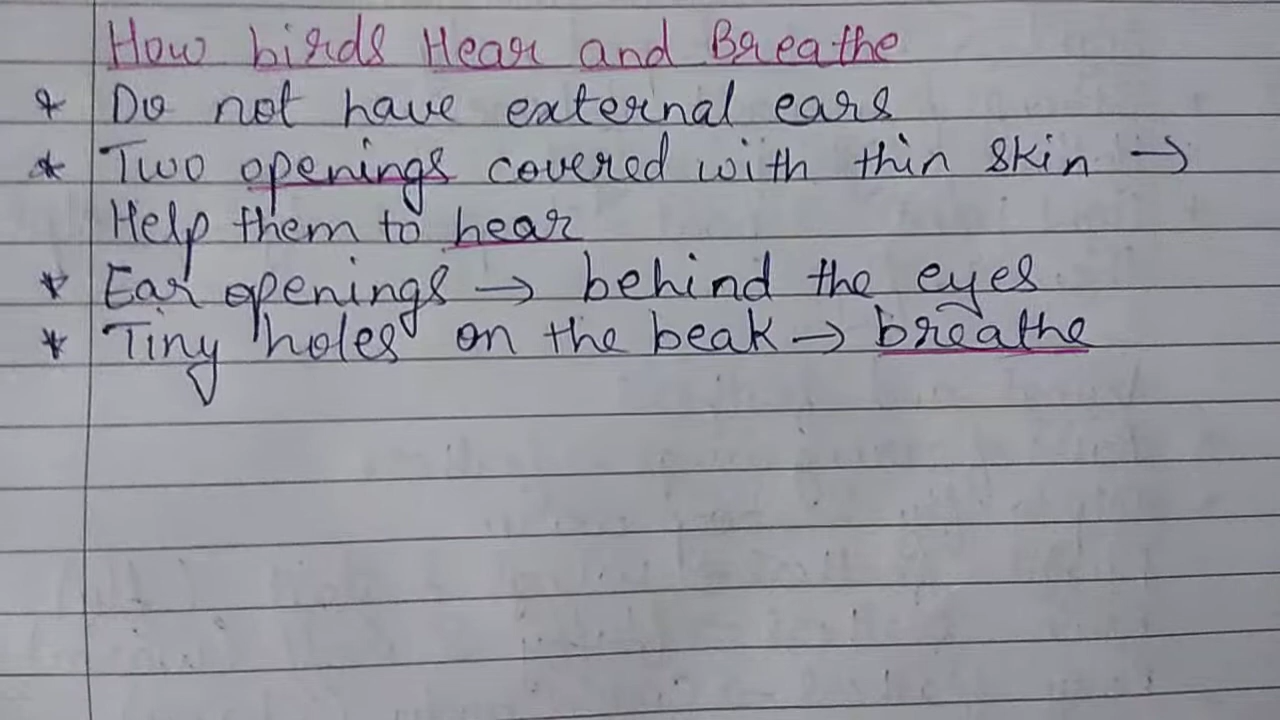 How birds Hear and Breathe
* Do not have external ears
* Two openings covered with thin skin →
Help them to hear
* Ear openings → behind the eyes
* Tiny holes on the beak → breathe